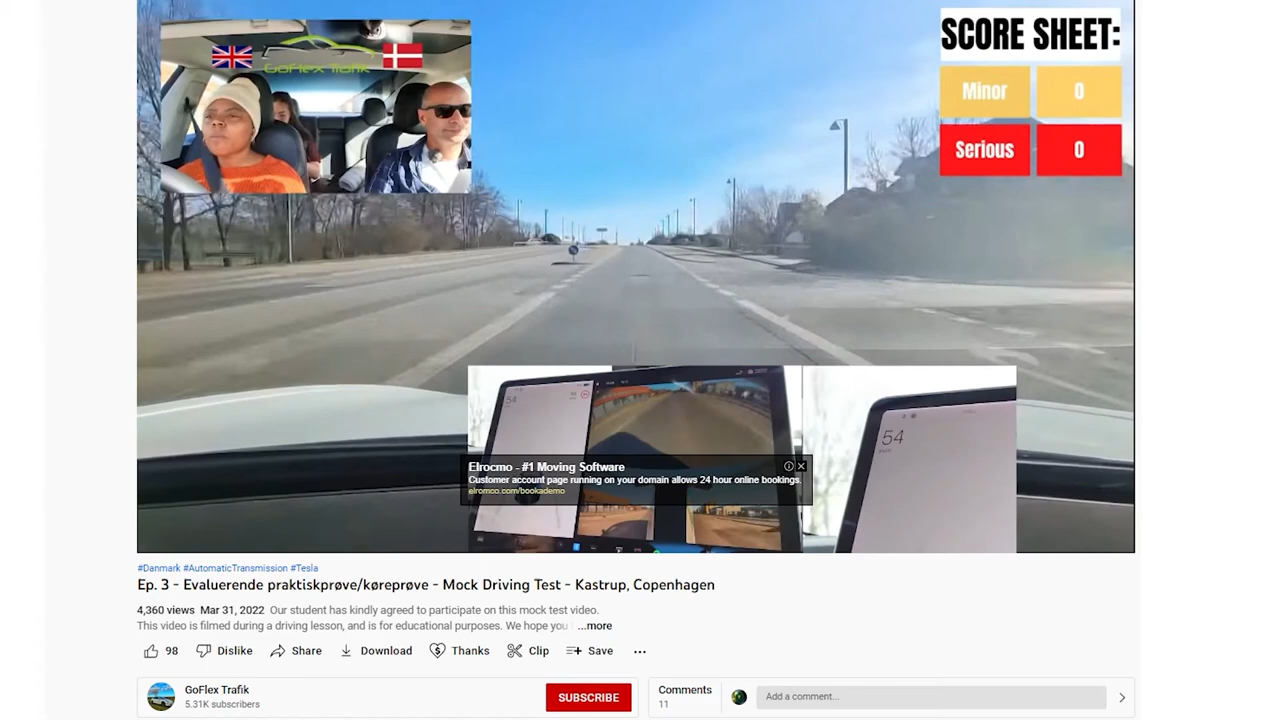 GoFlex Trafik
SCORE SHEET:
Minor 0
Serious 0
54
54
Elrocmo - #1 Moving Software
Customer account page running on your domain allows 24 hour online bookings.
elromco.com/bookademo
#Danmark #AutomaticTransmission #Tesla
Ep. 3 - Evaluerende praktiskprøve/køreprøve - Mock Driving Test - Kastrup, Copenhagen
4,360 views Mar 31, 2022 Our student has kindly agreed to participate on this mock test video.
This video is filmed during a driving lesson, and is for educational purposes. We hope you ...more
98 Dislike Share Download Thanks Clip Save
GoFlex Trafik
5.31K subscribers
SUBSCRIBE
Comments
11
Add a comment...